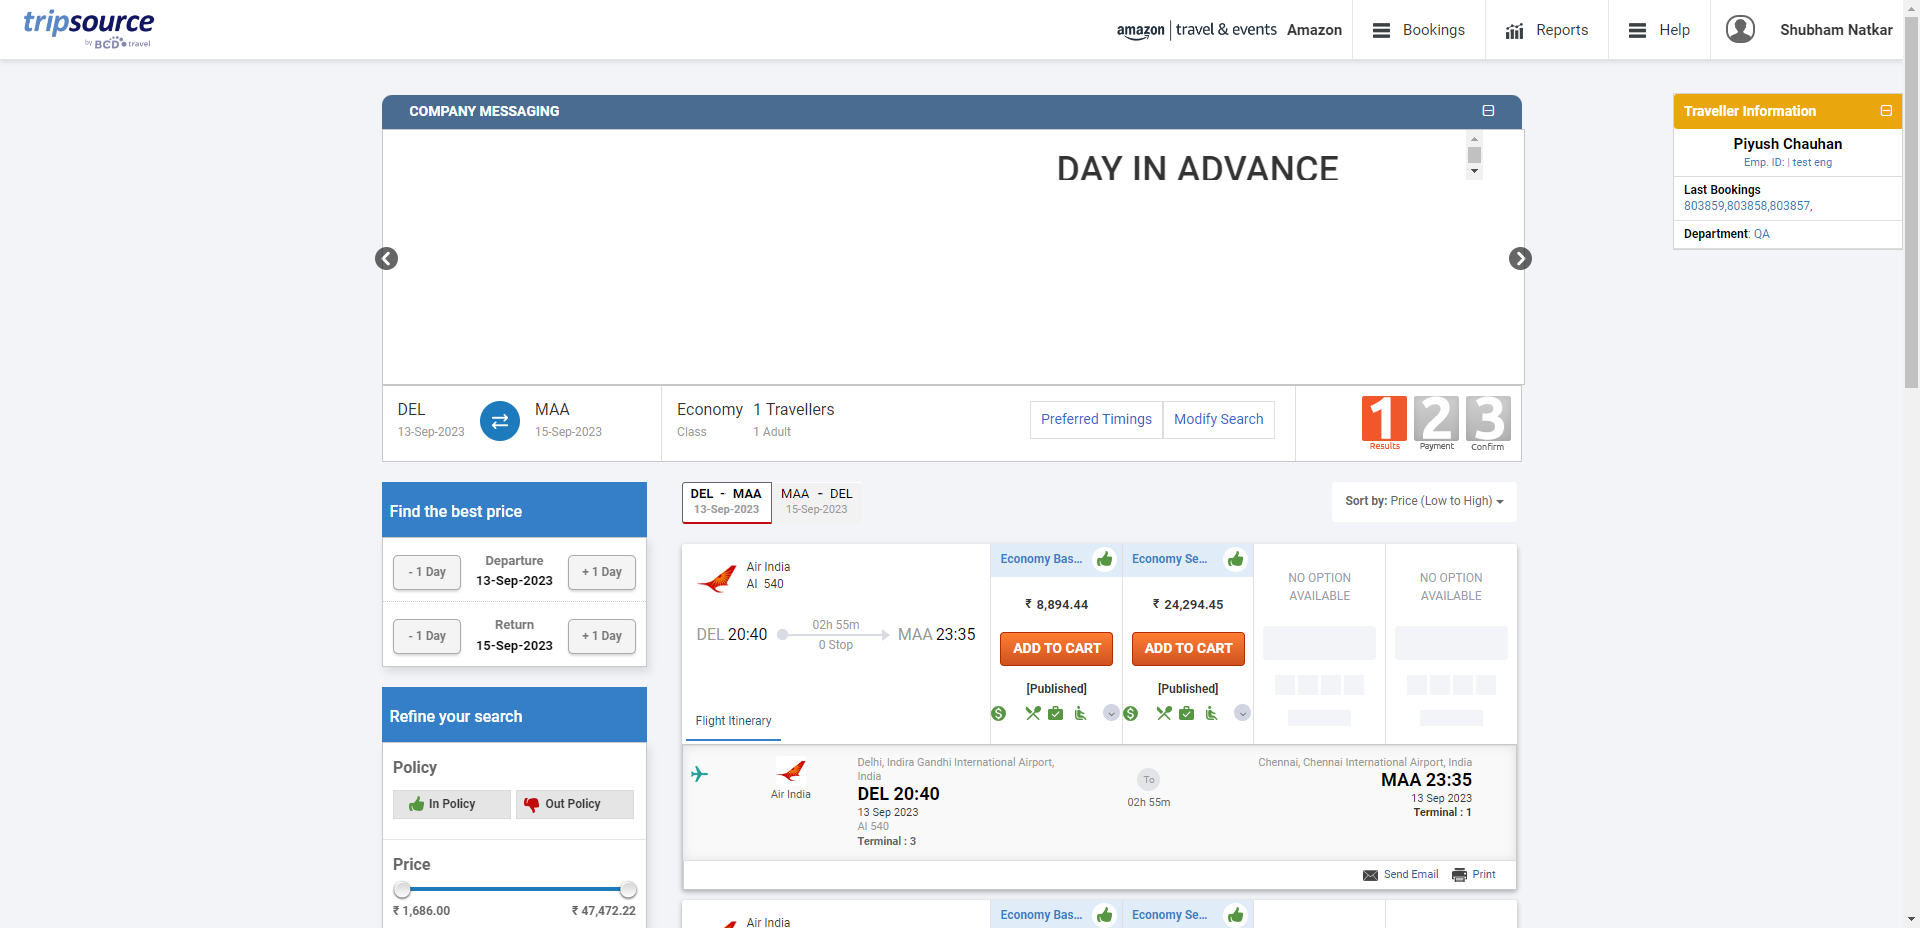 tripsource
by BCD travel
amazon travel & events Amazon
Bookings
Reports
Help
Shubham Natkar
COMPANY MESSAGING
DAY IN ADVANCE
Traveller Information
Piyush Chauhan
Emp. ID: | test eng
Last Bookings
803859,803858,803857,
Department: QA
DEL
13-Sep-2023
MAA
15-Sep-2023
Economy
Class
1 Travellers
1 Adult
Preferred Timings
Modify Search
1
Results
2
Payment
3
Confirm
Find the best price
- 1 Day
Departure
13-Sep-2023
+ 1 Day
- 1 Day
Return
15-Sep-2023
+ 1 Day
Refine your search
Policy
In Policy
Out Policy
Price
₹ 1,686.00
₹ 47,472.22
DEL - MAA
13-Sep-2023
MAA - DEL
15-Sep-2023
Sort by: Price (Low to High)
Air India
AI 540
DEL 20:40
02h 55m
0 Stop
MAA 23:35
Flight Itinerary
Economy Bas...
₹ 8,894.44
ADD TO CART
[Published]
Economy Se...
₹ 24,294.45
ADD TO CART
[Published]
NO OPTION
AVAILABLE
NO OPTION
AVAILABLE
Air India
Delhi, Indira Gandhi International Airport,
India
DEL 20:40
13 Sep 2023
AI 540
Terminal : 3
To
02h 55m
Chennai, Chennai International Airport, India
MAA 23:35
13 Sep 2023
Terminal : 1
Send Email
Print
Air India
Economy Bas...
Economy Se...